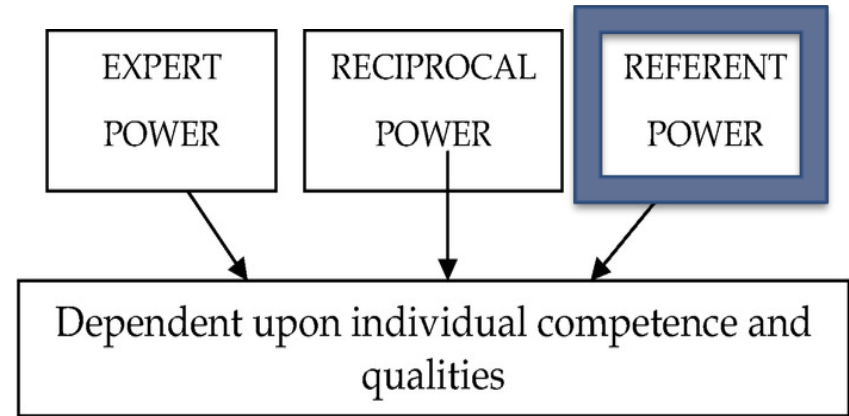 EXPERT
POWER
RECIPROCAL
POWER
REFERENT
POWER
Dependent upon individual competence and
qualities